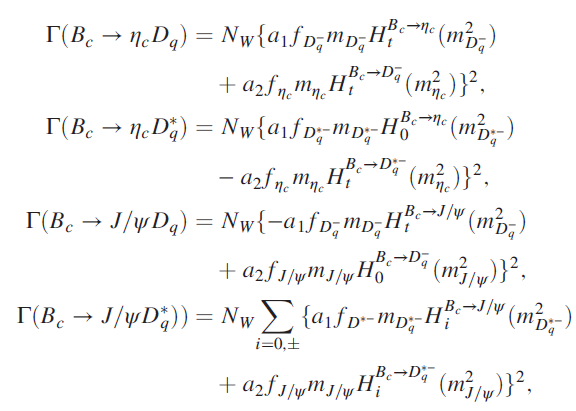 Γ(B_c → η_c D_q) = N_W{a_1 f_{D_q^-} m_{D_q^-} H_t^{B_c→η_c}(m_{D_q^-}^2)
+ a_2 f_{η_c} m_{η_c} H_t^{B_c→D_q^-}(m_{η_c}^2)}^2,
Γ(B_c → η_c D_q^*) = N_W{a_1 f_{D_q^{*-}} m_{D_q^{*-}} H_0^{B_c→η_c}(m_{D_q^{*-}}^2)
− a_2 f_{η_c} m_{η_c} H_t^{B_c→D_q^{*-}}(m_{η_c}^2)}^2,
Γ(B_c → J/ψ D_q) = N_W{−a_1 f_{D_q^-} m_{D_q^-} H_t^{B_c→J/ψ}(m_{D_q^-}^2)
+ a_2 f_{J/ψ} m_{J/ψ} H_0^{B_c→D_q^-}(m_{J/ψ}^2)}^2,
Γ(B_c → J/ψ D_q^*)) = N_W ∑_{i=0,±} {a_1 f_{D^{*-}} m_{D_q^{*-}} H_i^{B_c→J/ψ}(m_{D_q^{*-}}^2)
+ a_2 f_{J/ψ} m_{J/ψ} H_i^{B_c→D_q^{*-}}(m_{J/ψ}^2)}^2,